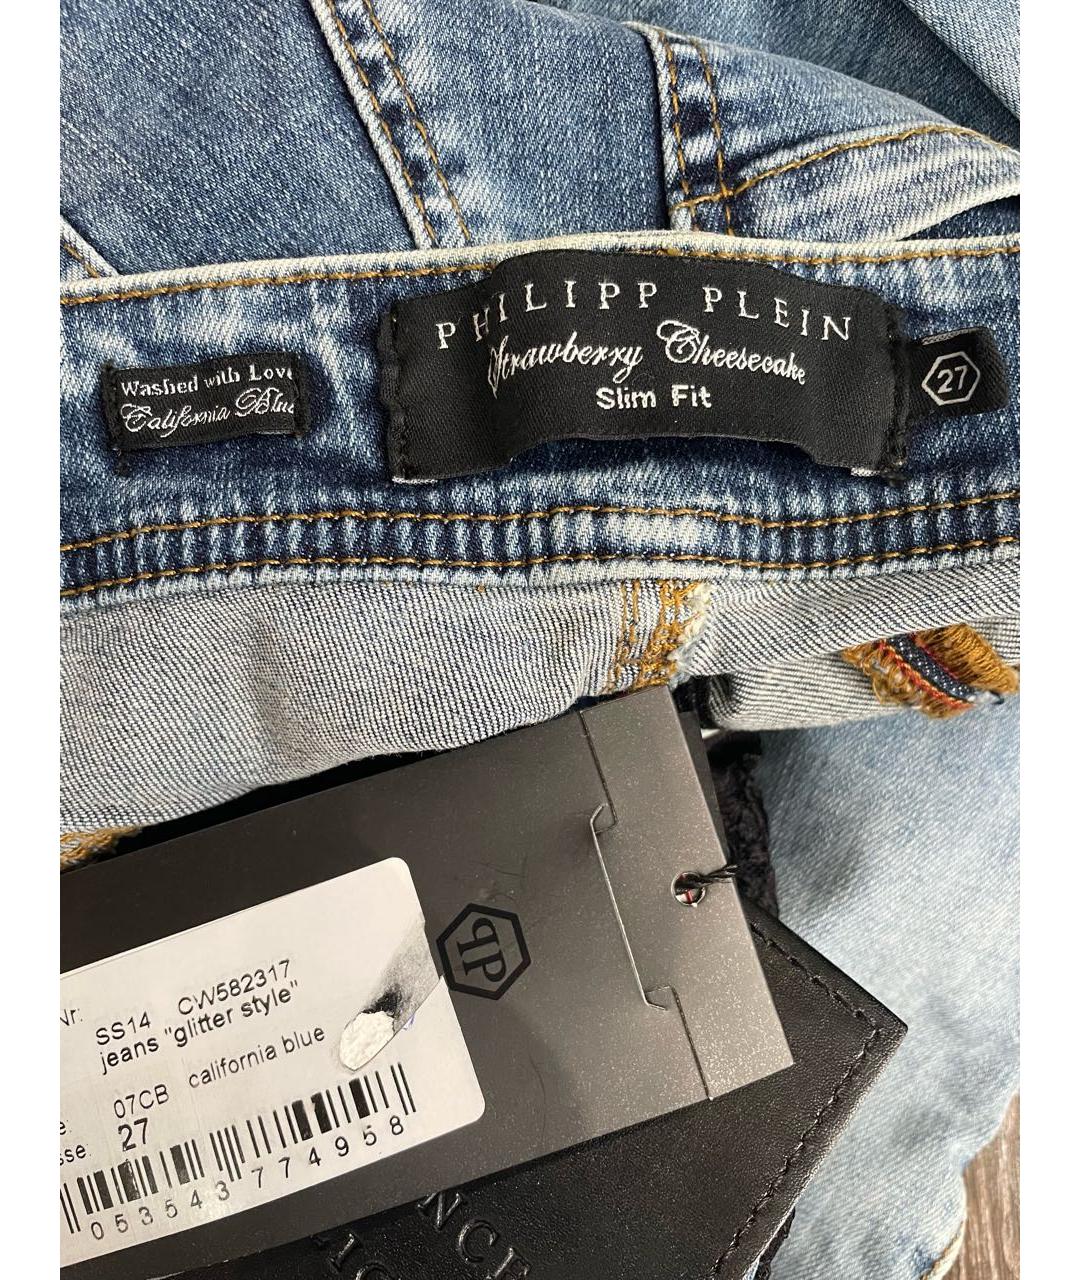 PHILIPP PLEIN
Strawberry Cheesecake
Slim Fit
27
Washed with Love
California Blue
Nr:
SS14 CW582317
jeans "glitter style"
07CB california blue
27
053543774958